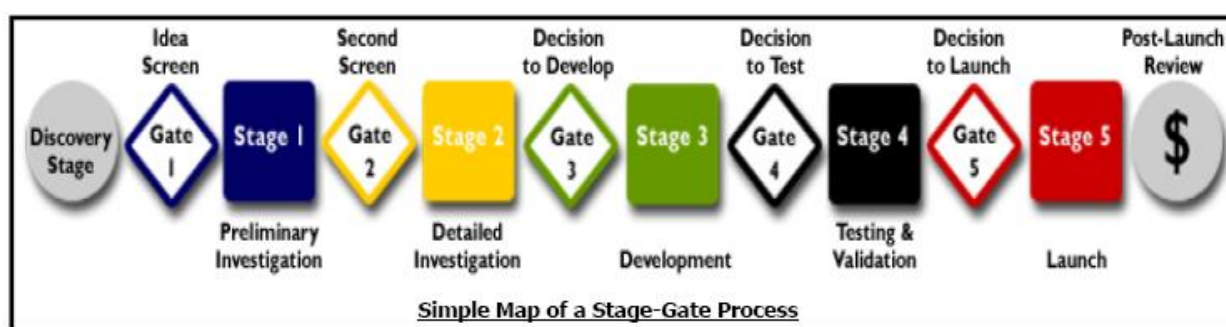 Idea
Screen
Second
Screen
Decision
to Develop
Decision
to Test
Decision
to Launch
Post-Launch
Review
Discovery
Stage
Gate
1
Stage 1
Gate
2
Stage 2
Gate
3
Stage 3
Gate
4
Stage 4
Gate
5
Stage 5
$
Preliminary
Investigation
Detailed
Investigation
Development
Testing &
Validation
Launch
Simple Map of a Stage-Gate Process